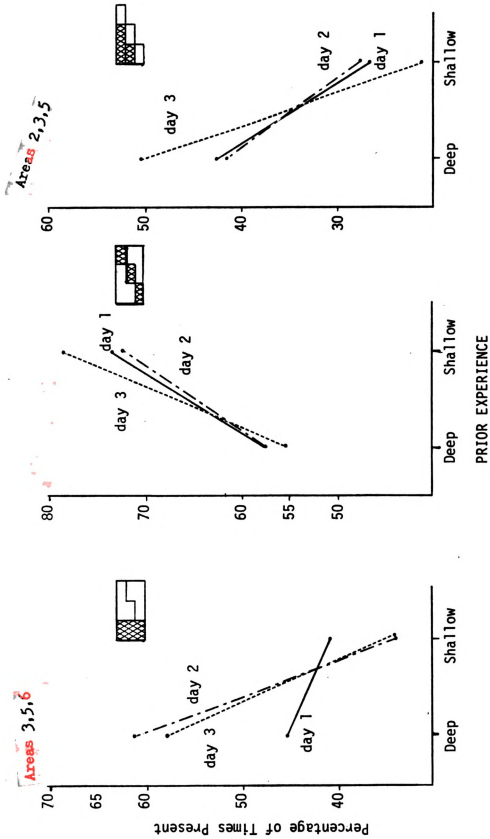 Areas 3,5,6
70
65
60
50
40
Percentage of Times Present
day 2
day 3
day 1
Deep
Shallow
80
70
60
55
50
day 1
day 3
day 2
Deep
Shallow
PRIOR EXPERIENCE
Areas 2,3,5
60
50
40
30
day 3
day 2
day 1
Deep
Shallow